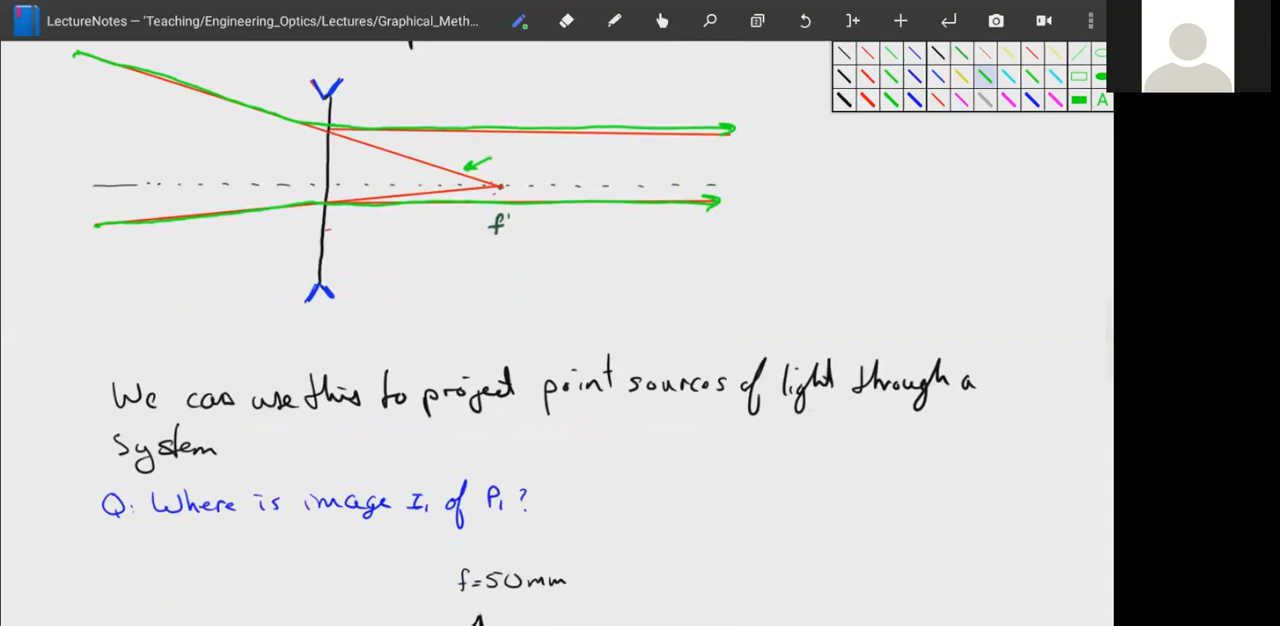 LectureNotes — ‘Teaching/Engineering_Optics/Lectures/Graphical_Meth…
A
f'
We can use this to project point sources of light through a
system
Q: Where is image I₁ of P₁?
f=50mm